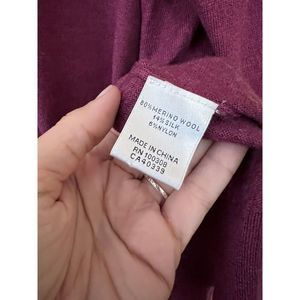 80% MERINO WOOL
14% SILK
6% NYLON
MADE IN CHINA
RN 100308
CA40339